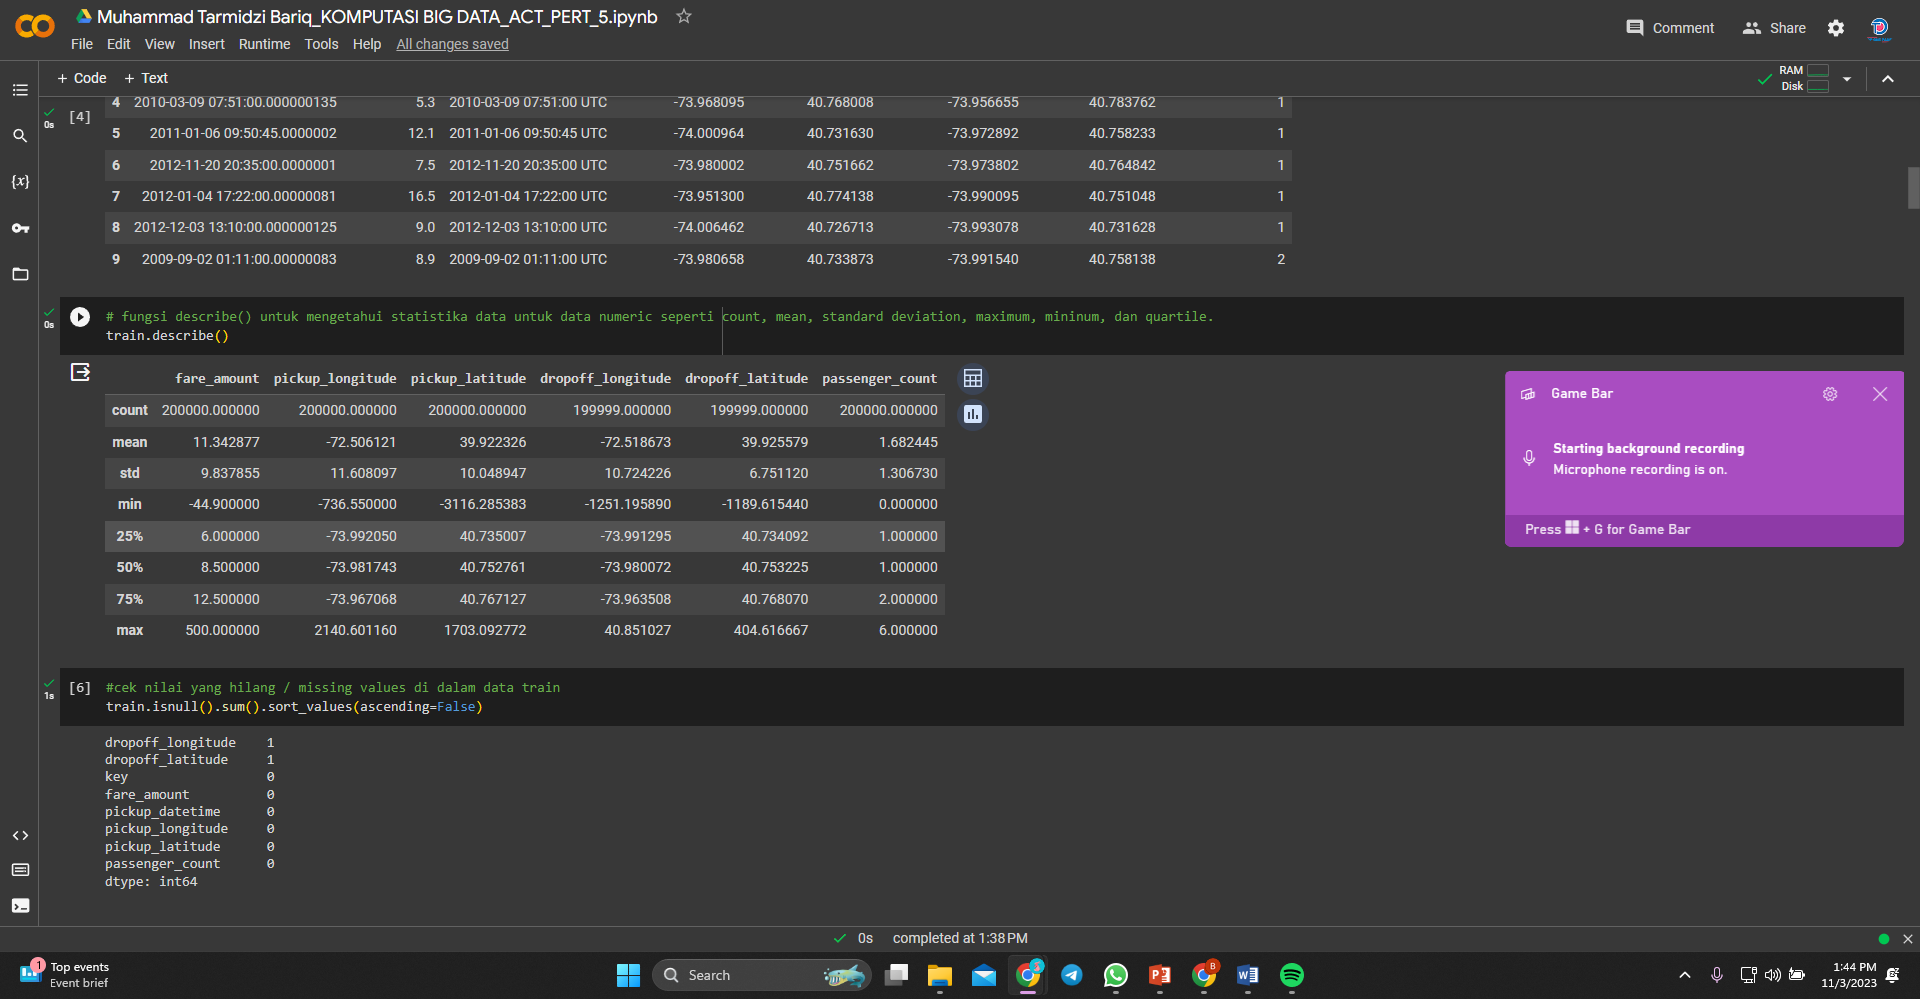 Muhammad Tarmidzi Bariq_KOMPUTASI BIG DATA_ACT_PERT_5.ipynb
File Edit View Insert Runtime Tools Help All changes saved
Comment Share
+ Code + Text
RAM
Disk
0s [4]
4 2010-03-09 07:51:00.000000135 5.3 2010-03-09 07:51:00 UTC -73.968095 40.768008 -73.956655 40.783762 1
5 2011-01-06 09:50:45.0000002 12.1 2011-01-06 09:50:45 UTC -74.000964 40.731630 -73.972892 40.758233 1
6 2012-11-20 20:35:00.0000001 7.5 2012-11-20 20:35:00 UTC -73.980002 40.751662 -73.973802 40.764842 1
7 2012-01-04 17:22:00.00000081 16.5 2012-01-04 17:22:00 UTC -73.951300 40.774138 -73.990095 40.751048 1
8 2012-12-03 13:10:00.000000125 9.0 2012-12-03 13:10:00 UTC -74.006462 40.726713 -73.993078 40.731628 1
9 2009-09-02 01:11:00.00000083 8.9 2009-09-02 01:11:00 UTC -73.980658 40.733873 -73.991540 40.758138 2
0s
# fungsi describe() untuk mengetahui statistika data untuk data numeric seperti count, mean, standard deviation, maximum, mininum, dan quartile.
train.describe()
fare_amount pickup_longitude pickup_latitude dropoff_longitude dropoff_latitude passenger_count
count 200000.000000 200000.000000 200000.000000 199999.000000 199999.000000 200000.000000
mean 11.342877 -72.506121 39.922326 -72.518673 39.925579 1.682445
std 9.837855 11.608097 10.048947 10.724226 6.751120 1.306730
min -44.900000 -736.550000 -3116.285383 -1251.195890 -1189.615440 0.000000
25% 6.000000 -73.992050 40.735007 -73.991295 40.734092 1.000000
50% 8.500000 -73.981743 40.752761 -73.980072 40.753225 1.000000
75% 12.500000 -73.967068 40.767127 -73.963508 40.768070 2.000000
max 500.000000 2140.601160 1703.092772 40.851027 404.616667 6.000000
Game Bar
Starting background recording
Microphone recording is on.
Press + G for Game Bar
1s [6]
#cek nilai yang hilang / missing values di dalam data train
train.isnull().sum().sort_values(ascending=False)
dropoff_longitude 1
dropoff_latitude 1
key 0
fare_amount 0
pickup_datetime 0
pickup_longitude 0
pickup_latitude 0
passenger_count 0
dtype: int64
0s completed at 1:38 PM
1 Top events
Event brief
Search
1:44 PM
11/3/2023